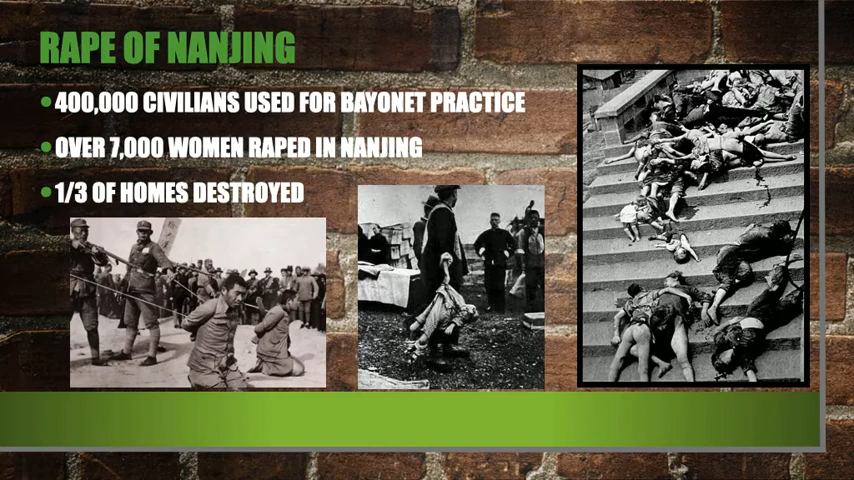 RAPE OF NANJING
• 400,000 CIVILIANS USED FOR BAYONET PRACTICE
• OVER 7,000 WOMEN RAPED IN NANJING
• 1/3 OF HOMES DESTROYED